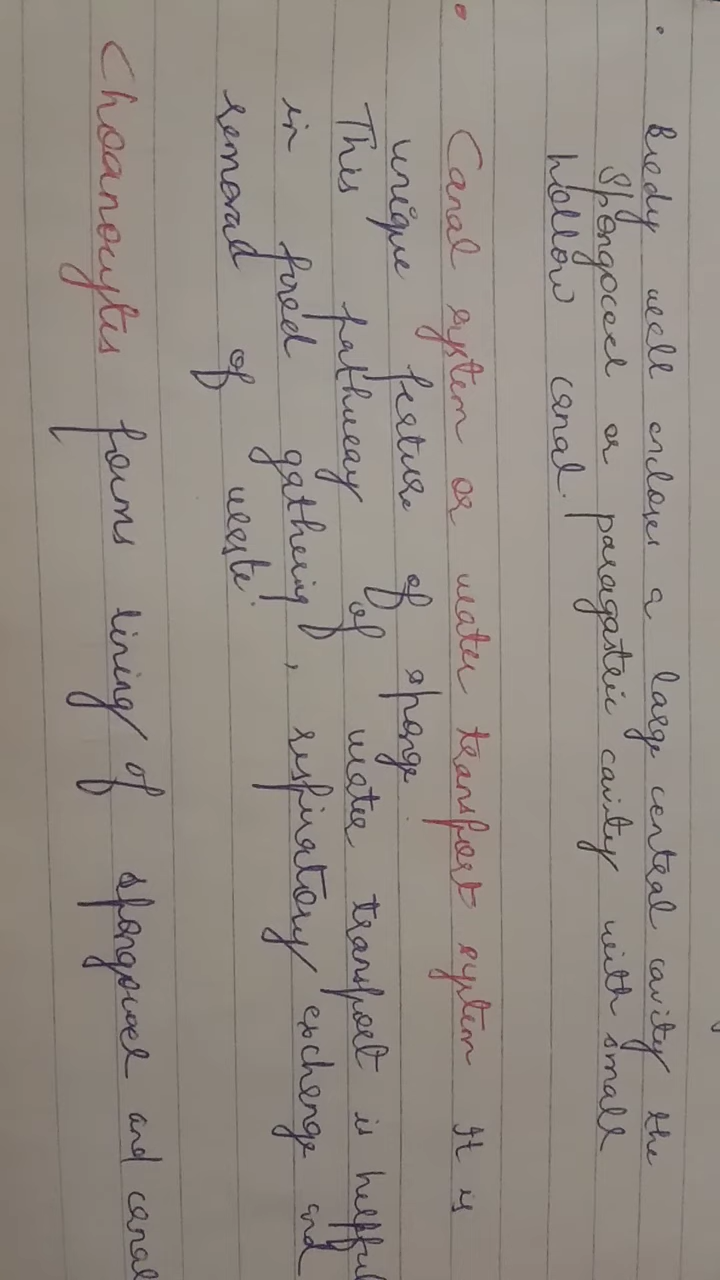 • Body wall encloses a large central cavity the
spongocoel or paragastric cavity with small
hollow canal.
• Canal system or water transport system It is
unique feature of sponge
This pathway of water transport is helpful
in food gathering, respiratory exchange and
removal of waste.
Choanocytes forms lining of spongocoel and canal